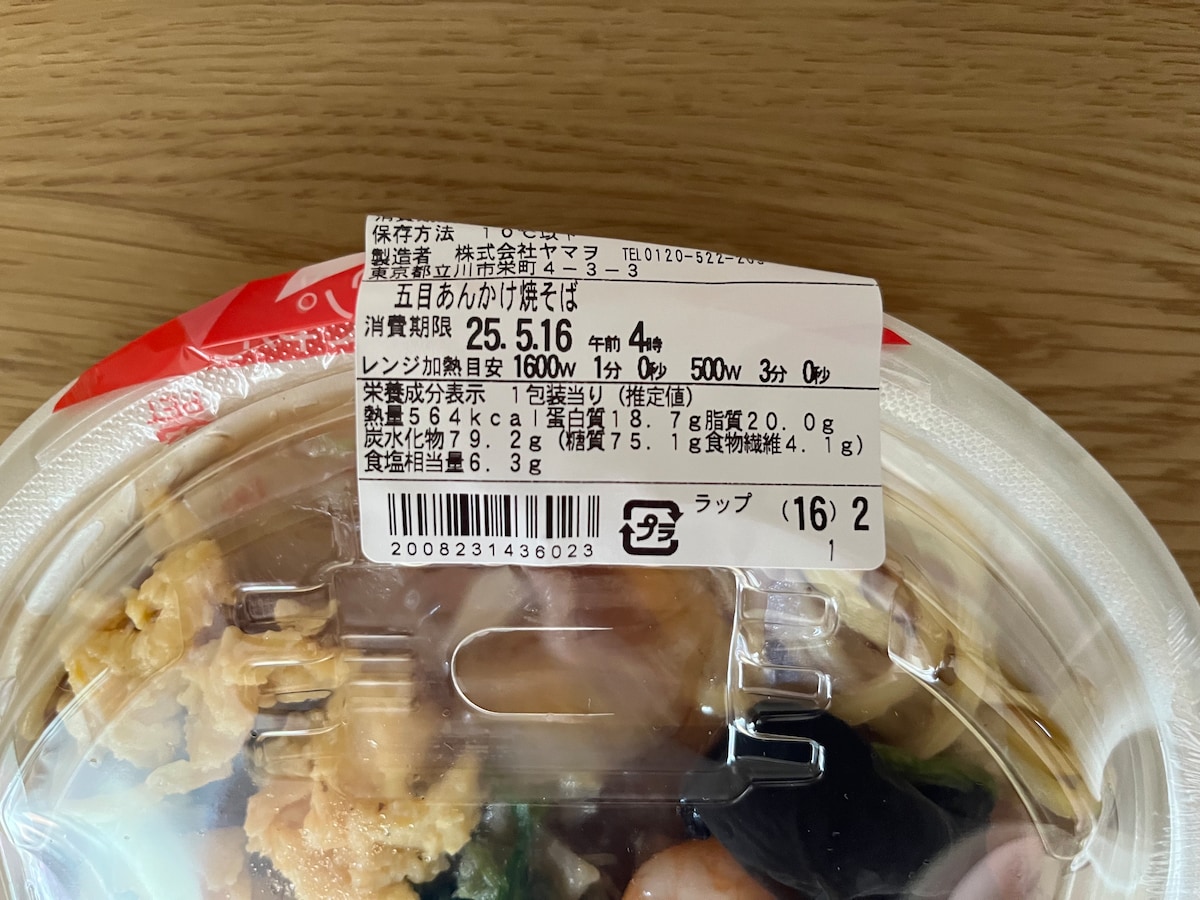 保存方法 10℃以下
製造者 株式会社ヤマヲ TEL0120-522-
東京都立川市栄町4-3-3
五目あんかけ焼そば
消費期限 25.5.16 午前 4時
レンジ加熱目安 1600W 1分 0秒 500W 3分 0秒
栄養成分表示 1包装当り(推定値)
熱量564kcal蛋白質18.7g脂質20.0g
炭水化物79.2g(糖質75.1g食物繊維4.1g)
食塩相当量6.3g
ラップ (16) 2
プラ
2008231436023
1